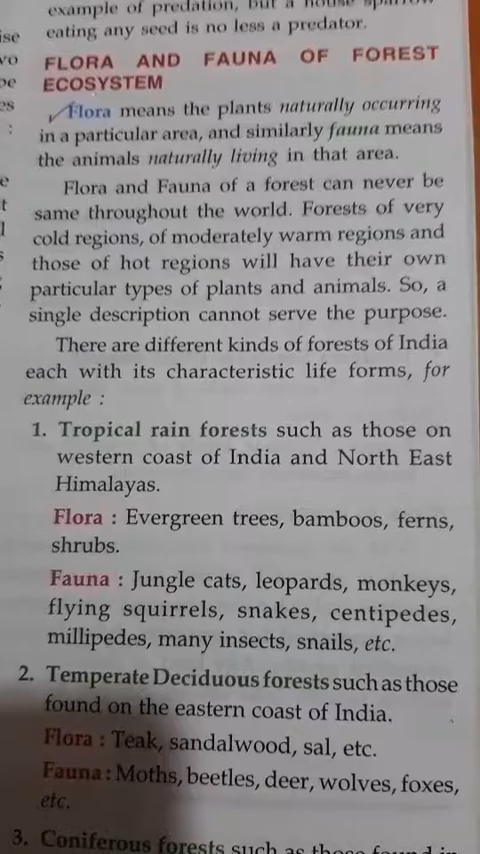 example of predation, but a house sparrow
eating any seed is no less a predator.
FLORA AND FAUNA OF FOREST
ECOSYSTEM
Flora means the plants naturally occurring
in a particular area, and similarly fauna means
the animals naturally living in that area.
Flora and Fauna of a forest can never be
same throughout the world. Forests of very
cold regions, of moderately warm regions and
those of hot regions will have their own
particular types of plants and animals. So, a
single description cannot serve the purpose.
There are different kinds of forests of India
each with its characteristic life forms, for
example :
1. Tropical rain forests such as those on
western coast of India and North East
Himalayas.
Flora : Evergreen trees, bamboos, ferns,
shrubs.
Fauna : Jungle cats, leopards, monkeys,
flying squirrels, snakes, centipedes,
millipedes, many insects, snails, etc.
2. Temperate Deciduous forests such as those
found on the eastern coast of India.
Flora : Teak, sandalwood, sal, etc.
Fauna : Moths, beetles, deer, wolves, foxes,
etc.
3. Coniferous forests such as those found in